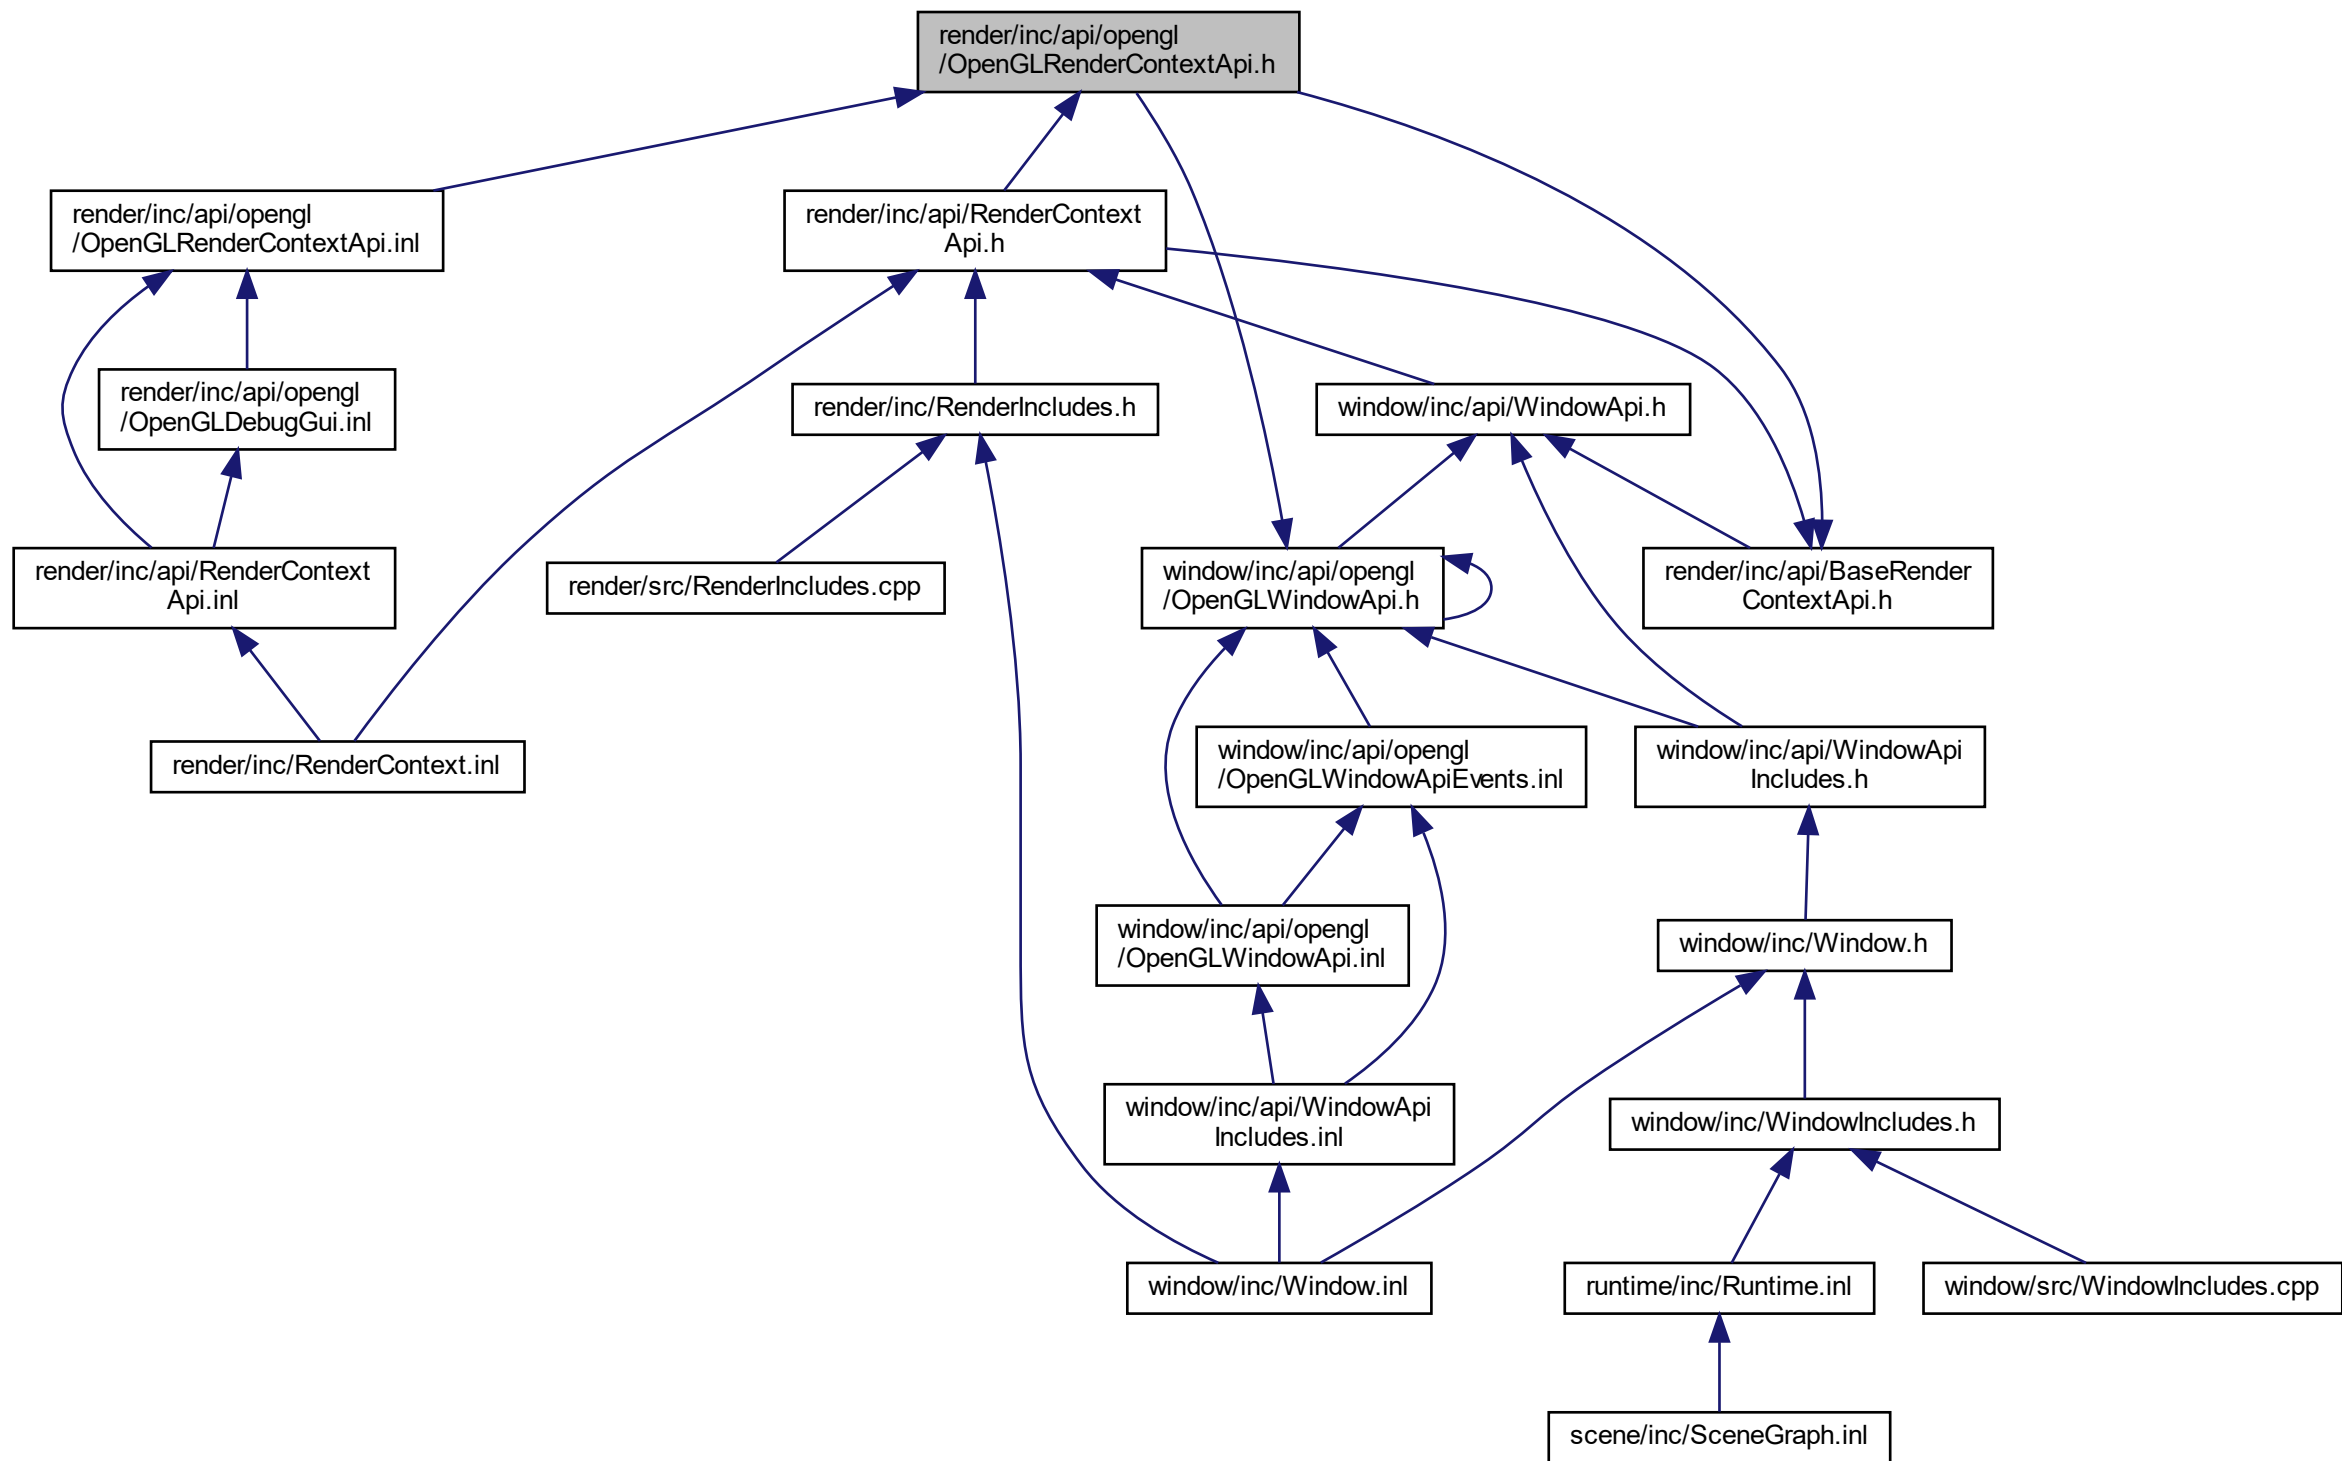 render/inc/api/opengl
/OpenGLRenderContextApi.h
render/inc/api/opengl
/OpenGLRenderContextApi.inl
render/inc/api/RenderContext
Api.h
render/inc/api/opengl
/OpenGLDebugGui.inl
render/inc/RenderIncludes.h
window/inc/api/WindowApi.h
render/inc/api/RenderContext
Api.inl
render/src/RenderIncludes.cpp
window/inc/api/opengl
/OpenGLWindowApi.h
render/inc/api/BaseRender
ContextApi.h
render/inc/RenderContext.inl
window/inc/api/opengl
/OpenGLWindowApiEvents.inl
window/inc/api/WindowApi
Includes.h
window/inc/api/opengl
/OpenGLWindowApi.inl
window/inc/Window.h
window/inc/api/WindowApi
Includes.inl
window/inc/WindowIncludes.h
window/inc/Window.inl
runtime/inc/Runtime.inl
window/src/WindowIncludes.cpp
scene/inc/SceneGraph.inl